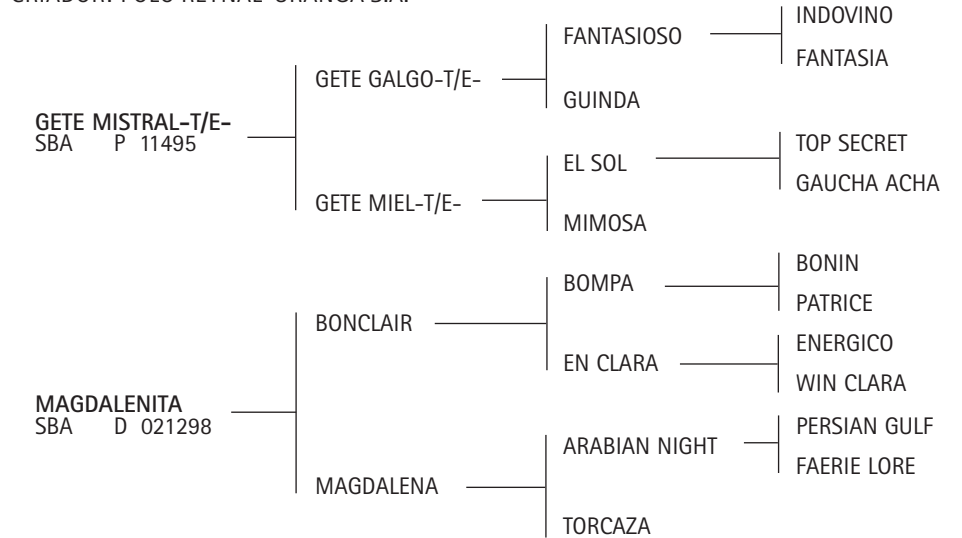 INDOVINO
FANTASIOSO
FANTASIA
GETE GALGO-T/E-
GUINDA
GETE MISTRAL-T/E-
SBA P 11495
TOP SECRET
EL SOL
GAUCHA ACHA
GETE MIEL-T/E-
MIMOSA
BONIN
BOMPA
PATRICE
BONCLAIR
ENERGICO
EN CLARA
WIN CLARA
MAGDALENITA
SBA D 021298
PERSIAN GULF
ARABIAN NIGHT
FAERIE LORE
MAGDALENA
TORCAZA